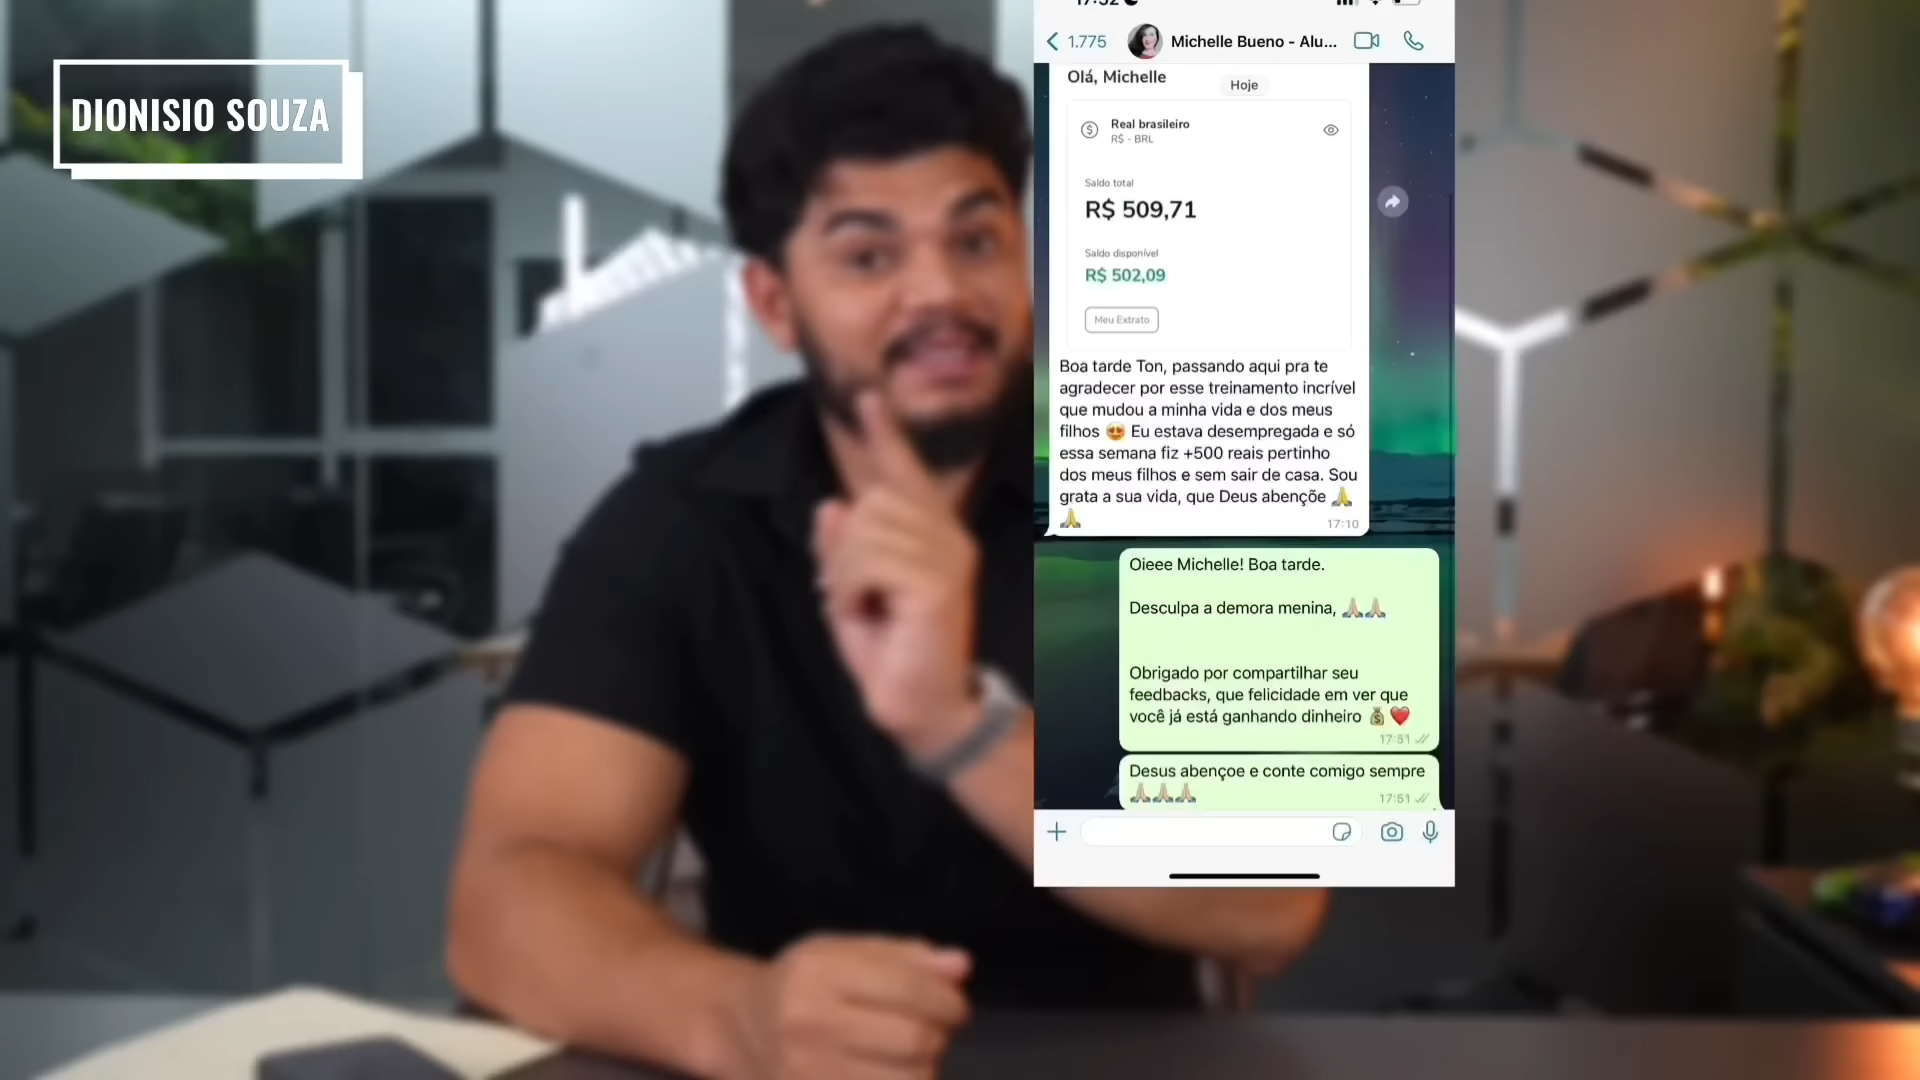 DIONISIO SOUZA
1.775
Michelle Bueno - Alu...
Olá, Michelle
Hoje
Real brasileiro
R$ - BRL
Saldo total
R$ 509,71
Saldo disponível
R$ 502,09
Meu Extrato
Boa tarde Ton, passando aqui pra te
agradecer por esse treinamento incrível
que mudou a minha vida e dos meus
filhos 😍 Eu estava desempregada e só
essa semana fiz +500 reais pertinho
dos meus filhos e sem sair de casa. Sou
grata a sua vida, que Deus abençõe 🙏
🙏
17:10
Oieee Michelle! Boa tarde.
Desculpa a demora menina, 🙏🏼🙏🏼
Obrigado por compartilhar seu
feedbacks, que felicidade em ver que
você já está ganhando dinheiro 💰❤️
17:51
Desus abençoe e conte comigo sempre
🙏🏼🙏🏼🙏🏼
17:51